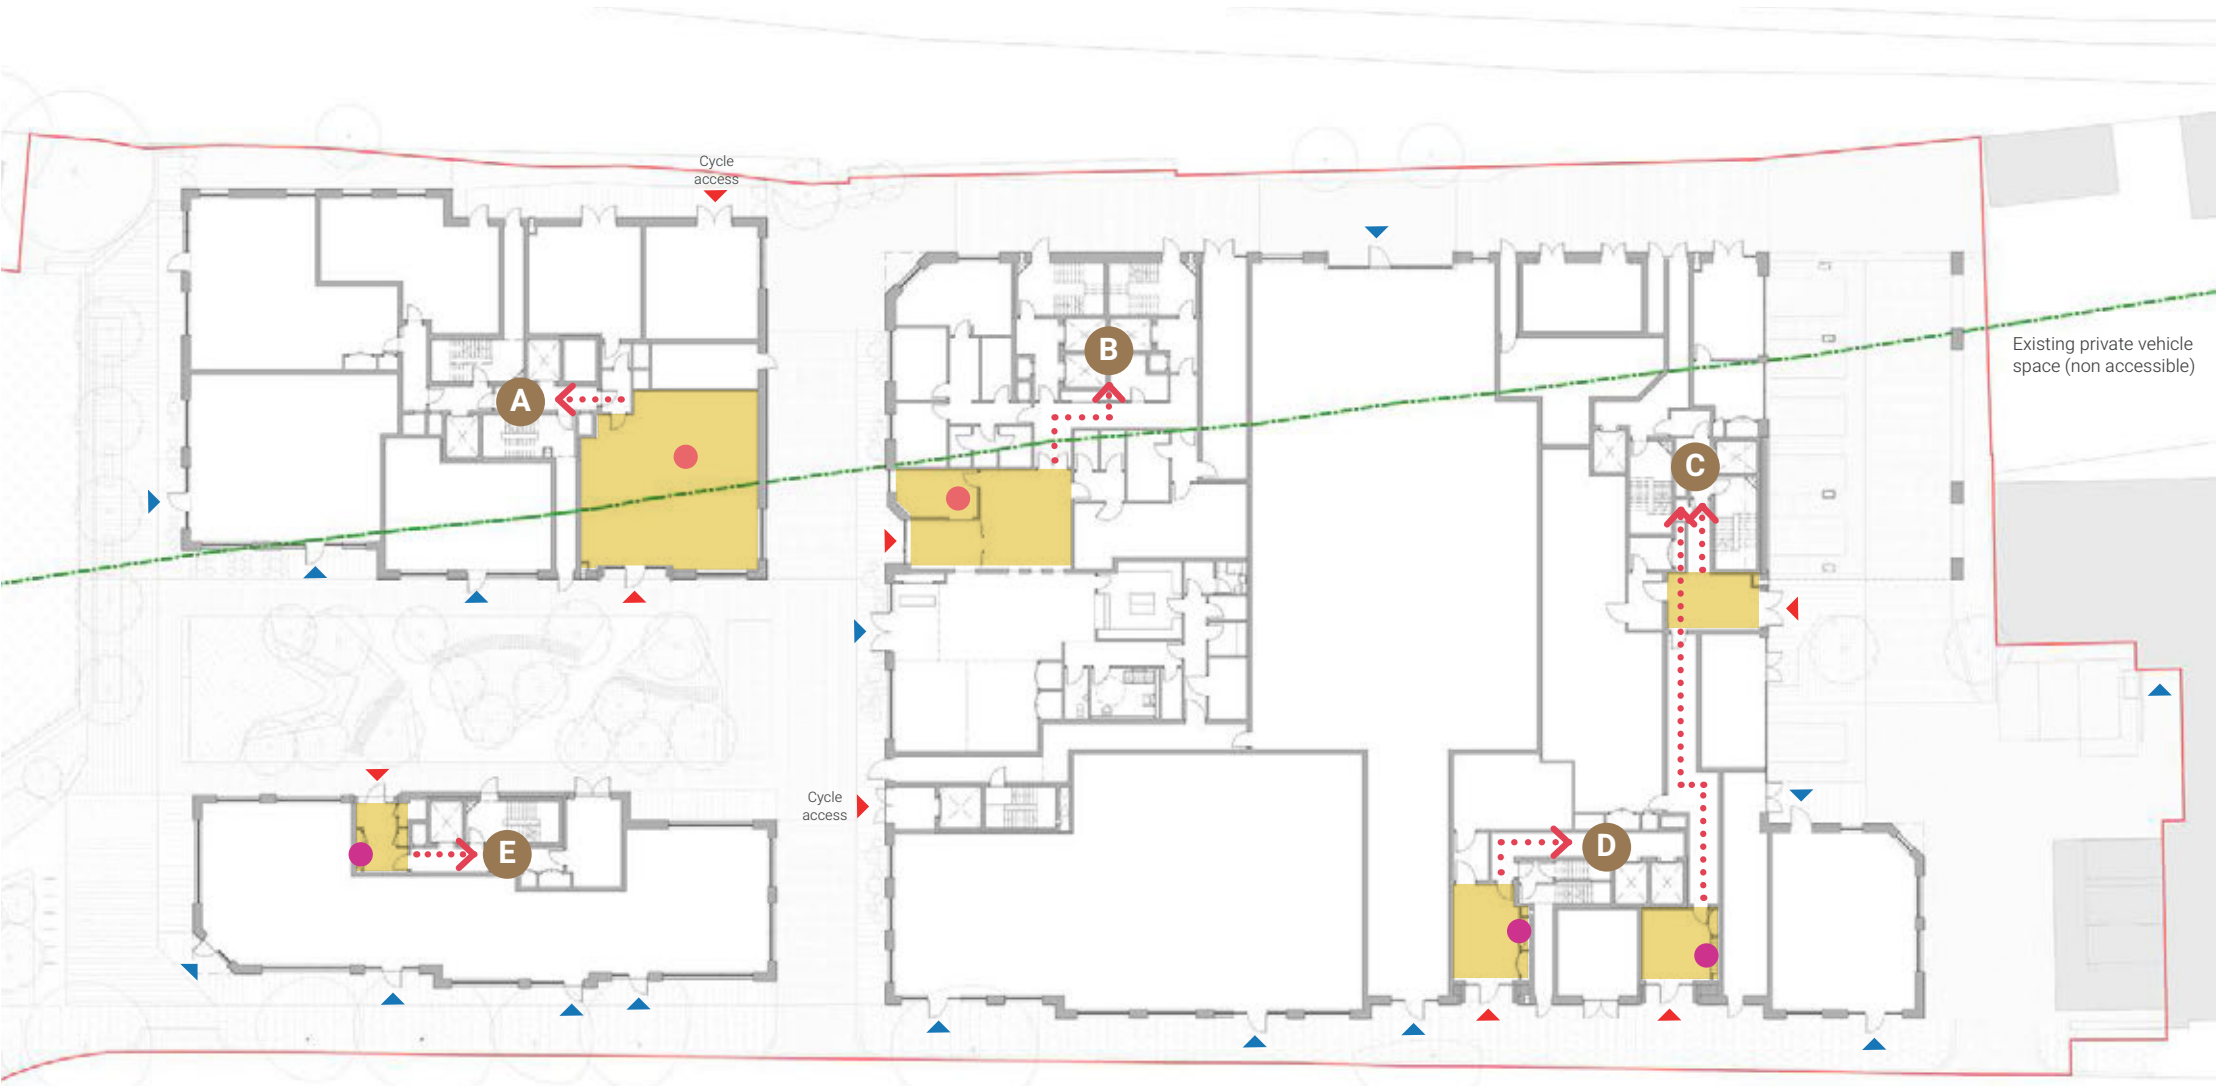 Cycle
access
B
Existing private vehicle
space (non accessible)
A
C
Cycle
access
E
D